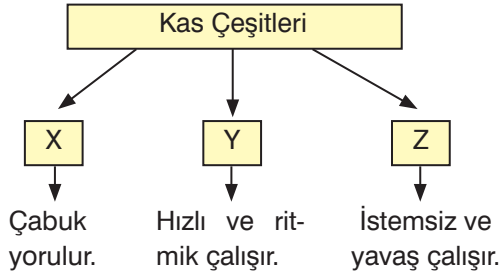 Kas Çeşitleri
X
Y
Z
Çabuk
yorulur.
Hızlı ve rit-
mik çalışır.
İstemsiz ve
yavaş çalışır.